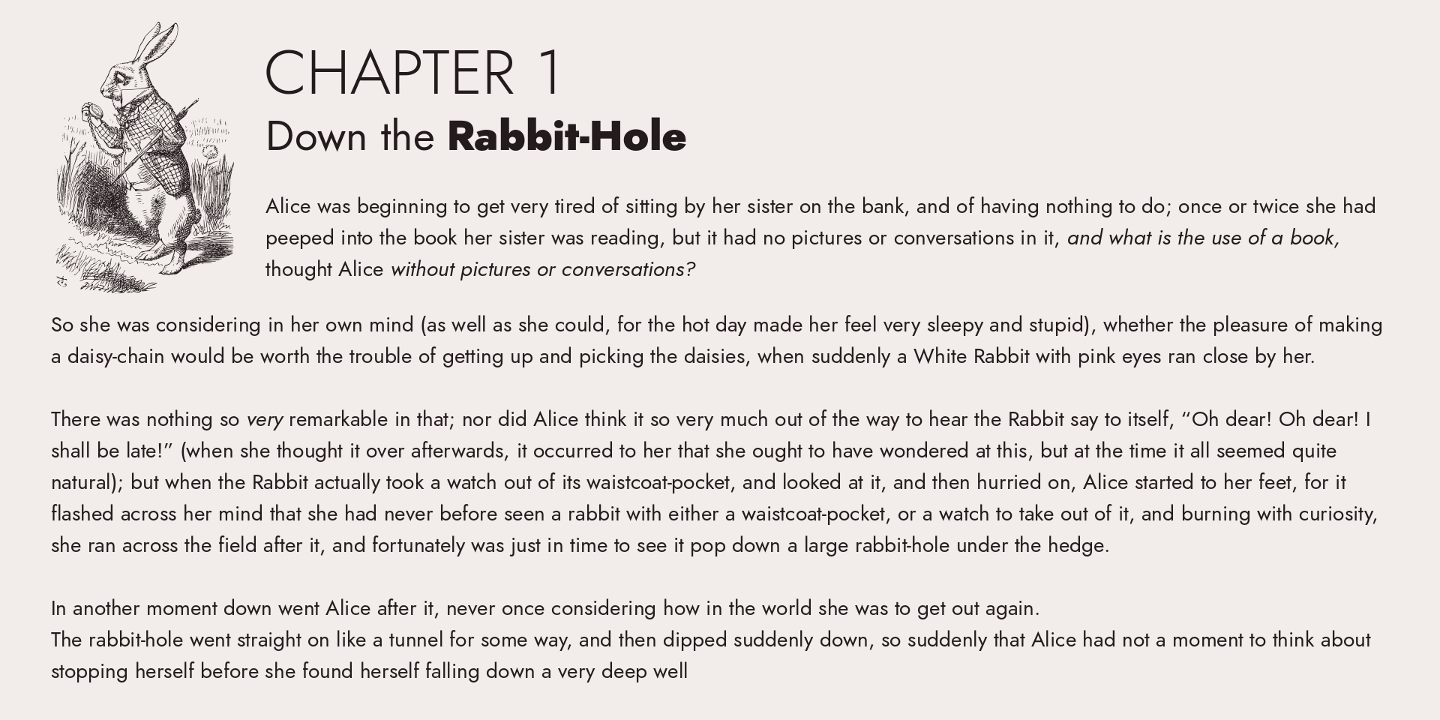 CHAPTER 1
Down the Rabbit-Hole
Alice was beginning to get very tired of sitting by her sister on the bank, and of having nothing to do; once or twice she had
peeped into the book her sister was reading, but it had no pictures or conversations in it, and what is the use of a book,
thought Alice without pictures or conversations?
So she was considering in her own mind (as well as she could, for the hot day made her feel very sleepy and stupid), whether the pleasure of making
a daisy-chain would be worth the trouble of getting up and picking the daisies, when suddenly a White Rabbit with pink eyes ran close by her.
There was nothing so very remarkable in that; nor did Alice think it so very much out of the way to hear the Rabbit say to itself, “Oh dear! Oh dear! I
shall be late!” (when she thought it over afterwards, it occurred to her that she ought to have wondered at this, but at the time it all seemed quite
natural); but when the Rabbit actually took a watch out of its waistcoat-pocket, and looked at it, and then hurried on, Alice started to her feet, for it
flashed across her mind that she had never before seen a rabbit with either a waistcoat-pocket, or a watch to take out of it, and burning with curiosity,
she ran across the field after it, and fortunately was just in time to see it pop down a large rabbit-hole under the hedge.
In another moment down went Alice after it, never once considering how in the world she was to get out again.
The rabbit-hole went straight on like a tunnel for some way, and then dipped suddenly down, so suddenly that Alice had not a moment to think about
stopping herself before she found herself falling down a very deep well